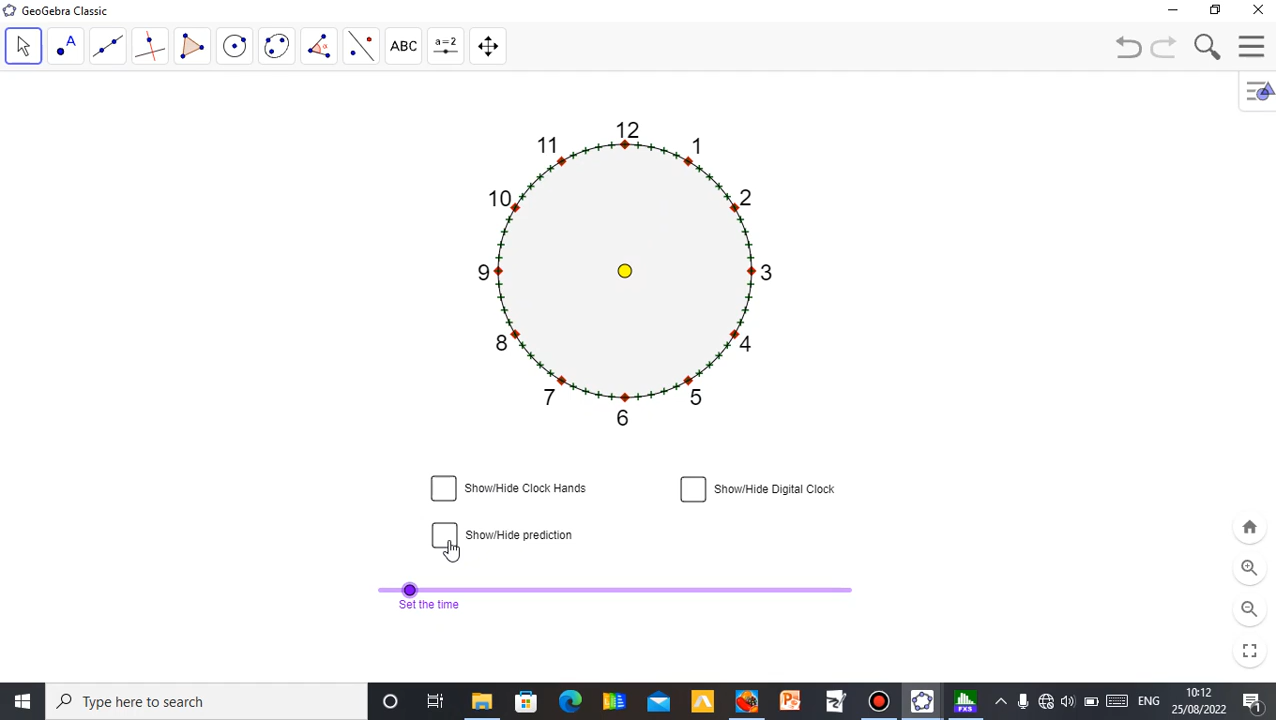 GeoGebra Classic
A
ABC
a=2
12
11
1
10
2
9
3
8
4
7
5
6
Show/Hide Clock Hands
Show/Hide Digital Clock
Show/Hide prediction
Set the time
Type here to search
FXS
ENG
10:12
25/08/2022
1